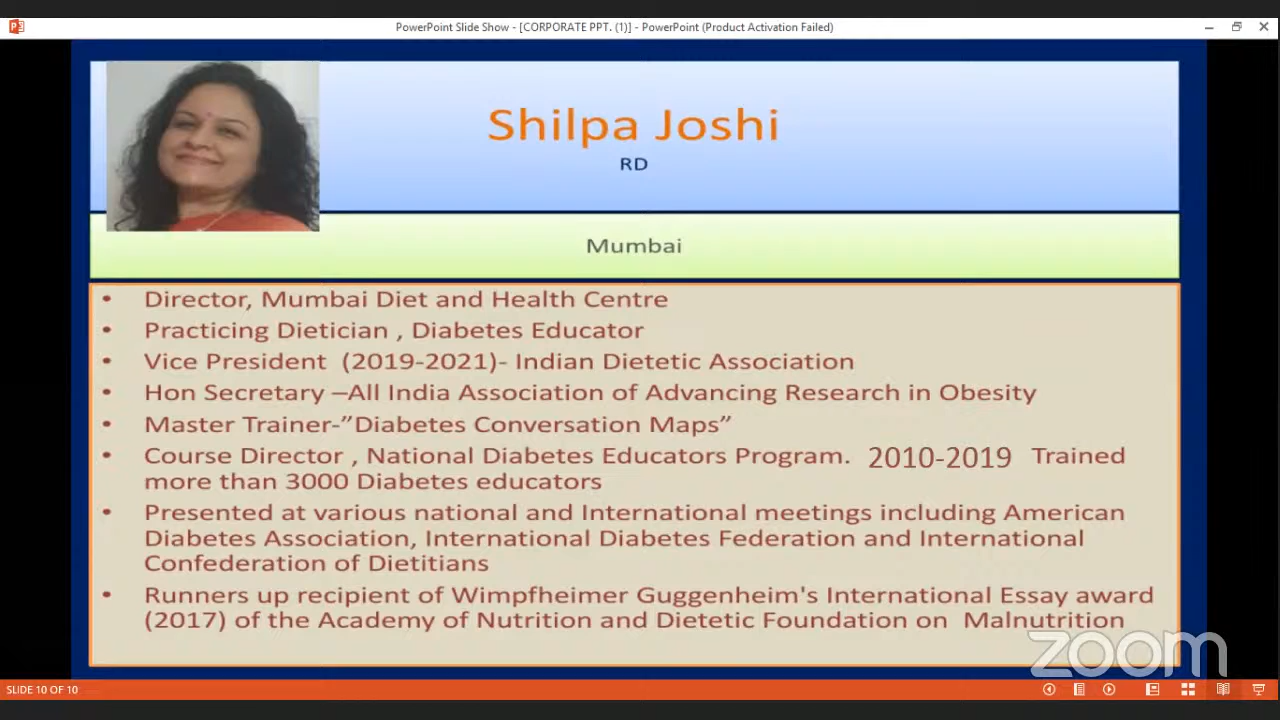 PowerPoint Slide Show - [CORPORATE PPT. (1)] - PowerPoint (Product Activation Failed)
Shilpa Joshi
RD
Mumbai
• Director, Mumbai Diet and Health Centre
• Practicing Dietician , Diabetes Educator
• Vice President (2019-2021)- Indian Dietetic Association
• Hon Secretary –All India Association of Advancing Research in Obesity
• Master Trainer-”Diabetes Conversation Maps”
• Course Director , National Diabetes Educators Program. 2010-2019 Trained
more than 3000 Diabetes educators
• Presented at various national and International meetings including American
Diabetes Association, International Diabetes Federation and International
Confederation of Dietitians
• Runners up recipient of Wimpfheimer Guggenheim's International Essay award
(2017) of the Academy of Nutrition and Dietetic Foundation on Malnutrition
zoom
SLIDE 10 OF 10